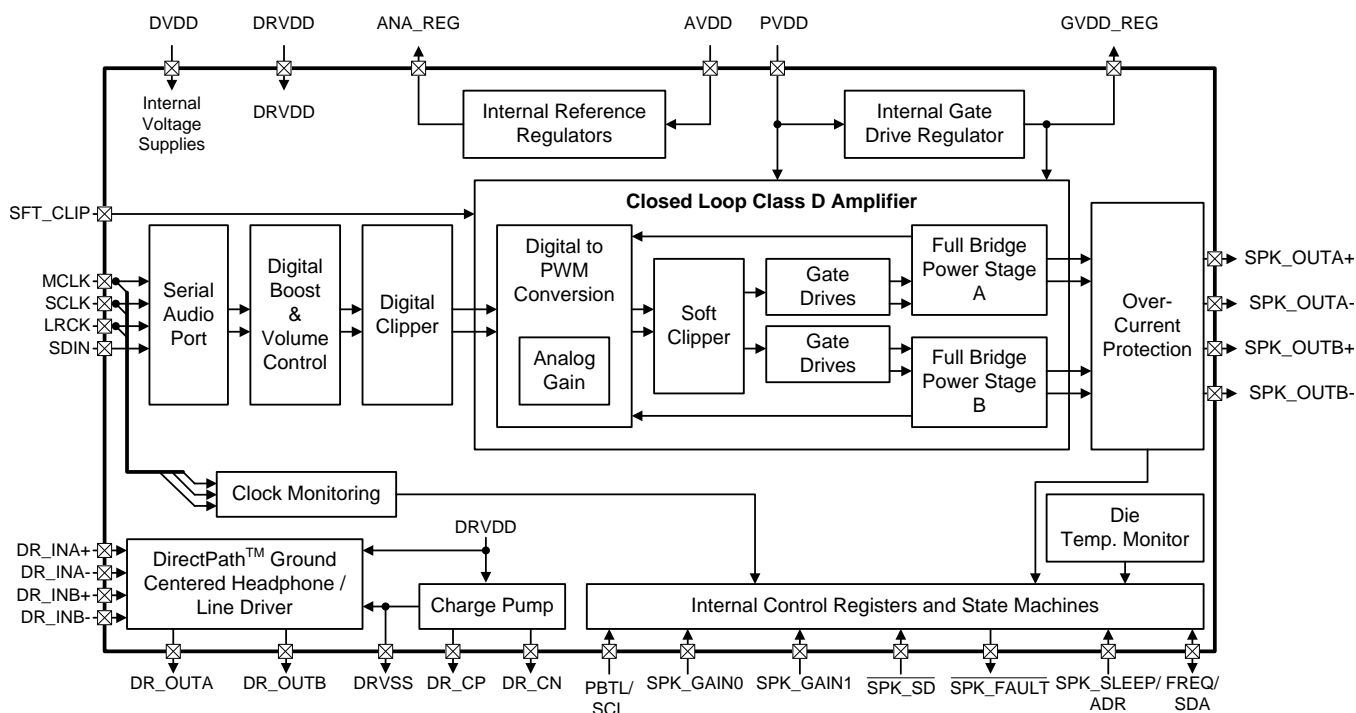 DVDD
DRVDD
ANA_REG
AVDD
PVDD
GVDD_REG
Internal
Voltage
Supplies
DRVDD
Internal Reference
Regulators
Internal Gate
Drive Regulator
Closed Loop Class D Amplifier
SFT_CLIP
MCLK
SCLK
LRCK
SDIN
Serial
Audio
Port
Digital
Boost
&
Volume
Control
Digital
Clipper
Digital to
PWM
Conversion
Analog
Gain
Soft
Clipper
Gate
Drives
Gate
Drives
Full Bridge
Power Stage
A
Full Bridge
Power Stage
B
Over-
Current
Protection
SPK_OUTA+
SPK_OUTA-
SPK_OUTB+
SPK_OUTB-
Clock Monitoring
Die
Temp. Monitor
DR_INA+
DR_INA-
DR_INB+
DR_INB-
DirectPath™ Ground
Centered Headphone /
Line Driver
DRVDD
Charge Pump
Internal Control Registers and State Machines
DR_OUTA
DR_OUTB
DRVSS
DR_CP
DR_CN
PBTL/
SCL
SPK_GAIN0
SPK_GAIN1
SPK_SD
SPK_FAULT
SPK_SLEEP/
ADR
FREQ/
SDA